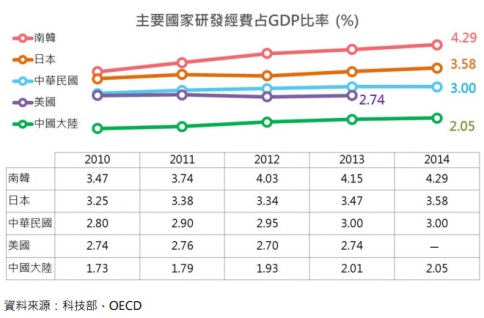 主要國家研發經費占GDP比率 (%)
南韓
4.29
日本
3.58
中華民國
3.00
美國
2.74
中國大陸
2.05
2010 2011 2012 2013 2014
南韓 3.47 3.74 4.03 4.15 4.29
日本 3.25 3.38 3.34 3.47 3.58
中華民國 2.80 2.90 2.95 3.00 3.00
美國 2.74 2.76 2.70 2.74 —
中國大陸 1.73 1.79 1.93 2.01 2.05
資料來源：科技部、OECD